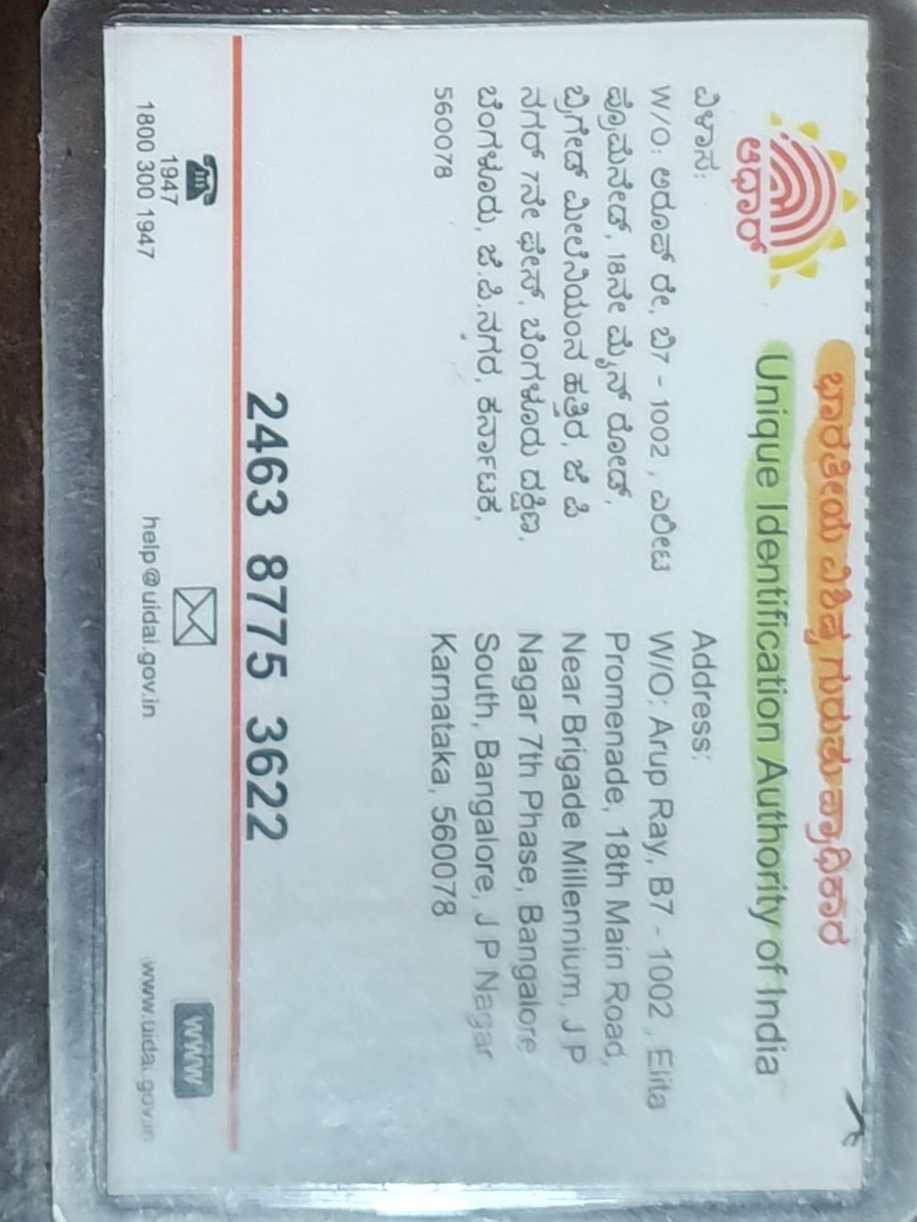 ಭಾರತೀಯ ವಿಶಿಷ್ಟ ಗುರುತು ಪ್ರಾಧಿಕಾರ
Unique Identification Authority of India
ಆಧಾರ್
ವಿಳಾಸ:
W/O: ಅರೂಪ್ ರೇ, ಬಿ7 - 1002 , ಎಲೀಟ
ಪ್ರೊಮನೇಡ್, 18ನೇ ಮೈನ್ ರೋಡ್,
ಬ್ರಿಗೇಡ್ ಮೀಲೆನಿಯಂನ ಹತ್ತಿರ, ಜೆ ಪಿ
ನಗರ್ 7ನೇ ಫೇಸ್, ಬೆಂಗಳೂರು ದಕ್ಷಿಣ,
ಬೆಂಗಳೂರು, ಜೆ.ಪಿ.ನಗರ, ಕರ್ನಾಟಕ,
560078
Address:
W/O: Arup Ray, B7 - 1002 , Elita
Promenade, 18th Main Road,
Near Brigade Millennium, J P
Nagar 7th Phase, Bangalore
South, Bangalore, J P Nagar
Karnataka, 560078
2463 8775 3622
1947
1800 300 1947
help@uidai.gov.in
www
www.uidai.gov.in